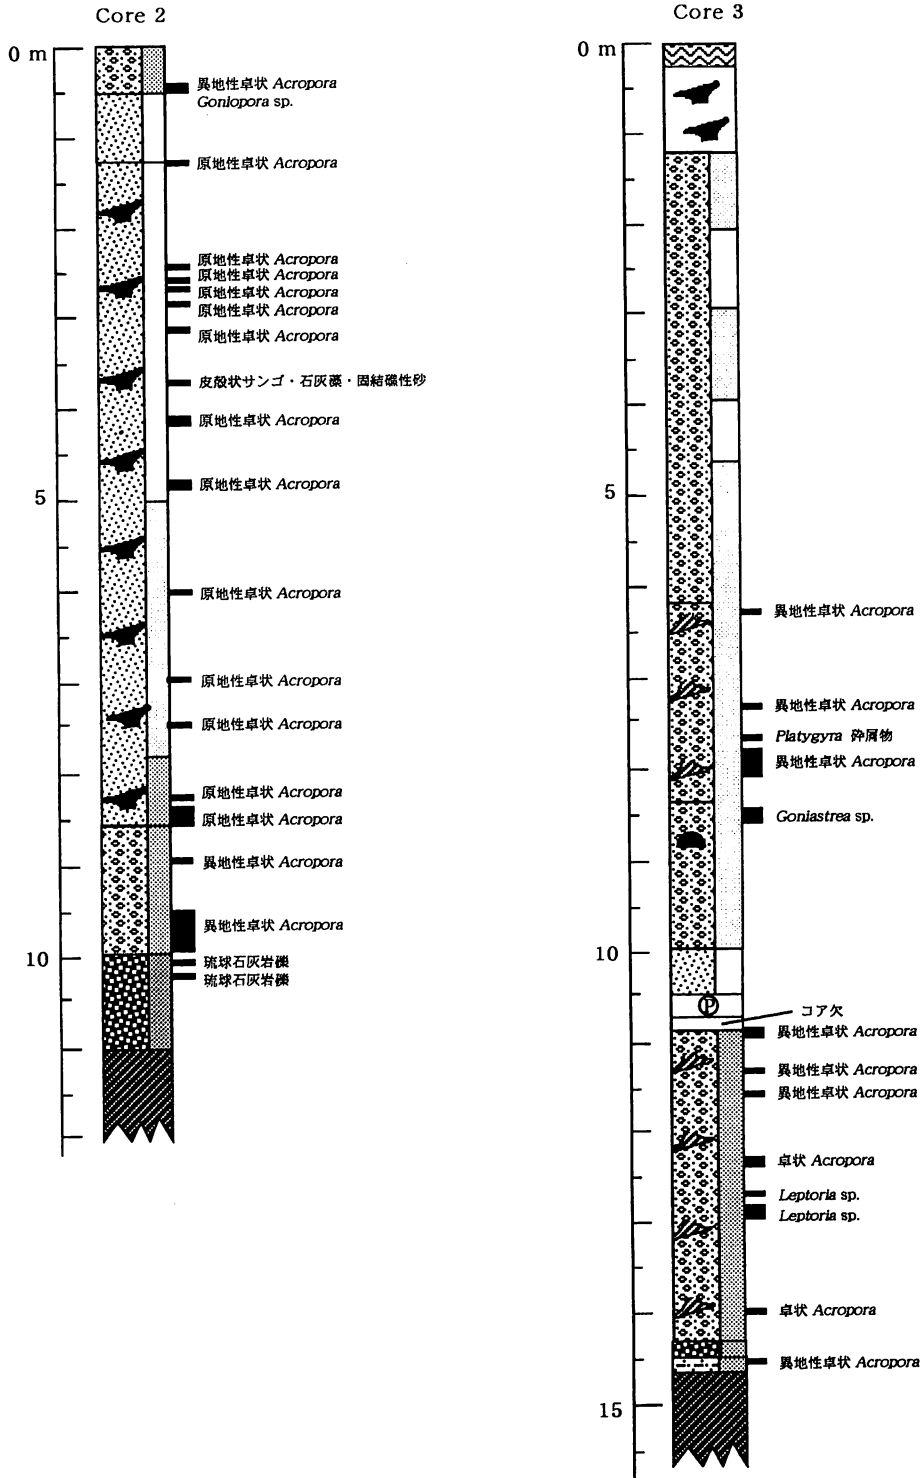 Core 2
0 m
異地性卓状 Acropora
Goniopora sp.
原地性卓状 Acropora
原地性卓状 Acropora
原地性卓状 Acropora
原地性卓状 Acropora
原地性卓状 Acropora
原地性卓状 Acropora
皮殻状サンゴ・石灰藻・固結礁性砂
原地性卓状 Acropora
原地性卓状 Acropora
5
原地性卓状 Acropora
原地性卓状 Acropora
原地性卓状 Acropora
原地性卓状 Acropora
原地性卓状 Acropora
異地性卓状 Acropora
異地性卓状 Acropora
10
琉球石灰岩礫
琉球石灰岩礫
Core 3
0 m
5
異地性卓状 Acropora
異地性卓状 Acropora
Platygyra 砕屑物
異地性卓状 Acropora
Goniastrea sp.
10
P
コア欠
異地性卓状 Acropora
異地性卓状 Acropora
異地性卓状 Acropora
卓状 Acropora
Leptoria sp.
Leptoria sp.
卓状 Acropora
異地性卓状 Acropora
15